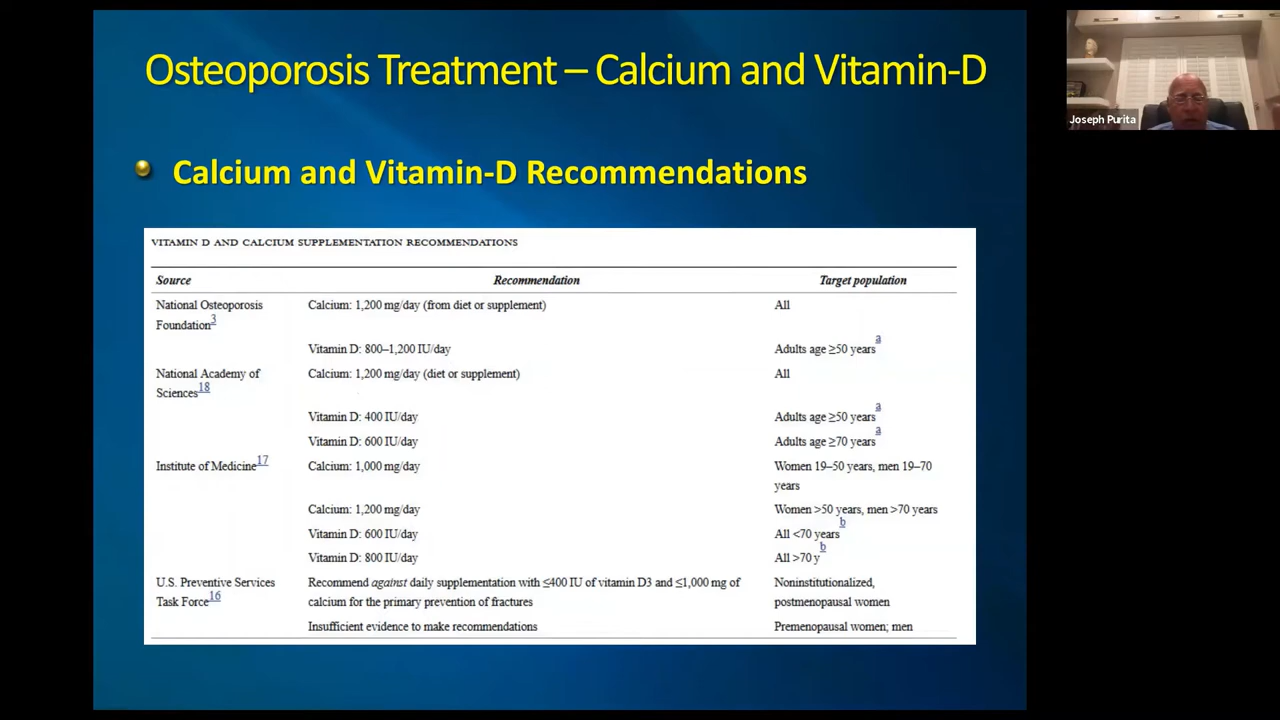 Osteoporosis Treatment – Calcium and Vitamin-D
Joseph Purita
Calcium and Vitamin-D Recommendations
VITAMIN D AND CALCIUM SUPPLEMENTATION RECOMMENDATIONS
Source Recommendation Target population
National Osteoporosis Calcium: 1,200 mg/day (from diet or supplement) All
Foundation3
Vitamin D: 800–1,200 IU/day Adults age ≥50 years a
National Academy of Calcium: 1,200 mg/day (diet or supplement) All
Sciences18
Vitamin D: 400 IU/day Adults age ≥50 years a
Vitamin D: 600 IU/day Adults age ≥70 years a
Institute of Medicine17 Calcium: 1,000 mg/day Women 19–50 years, men 19–70
years
Calcium: 1,200 mg/day Women >50 years, men >70 years
Vitamin D: 600 IU/day All <70 years b
Vitamin D: 800 IU/day All >70 y b
U.S. Preventive Services Recommend against daily supplementation with ≤400 IU of vitamin D3 and ≤1,000 mg of Noninstitutionalized,
Task Force16 calcium for the primary prevention of fractures postmenopausal women
Insufficient evidence to make recommendations Premenopausal women; men